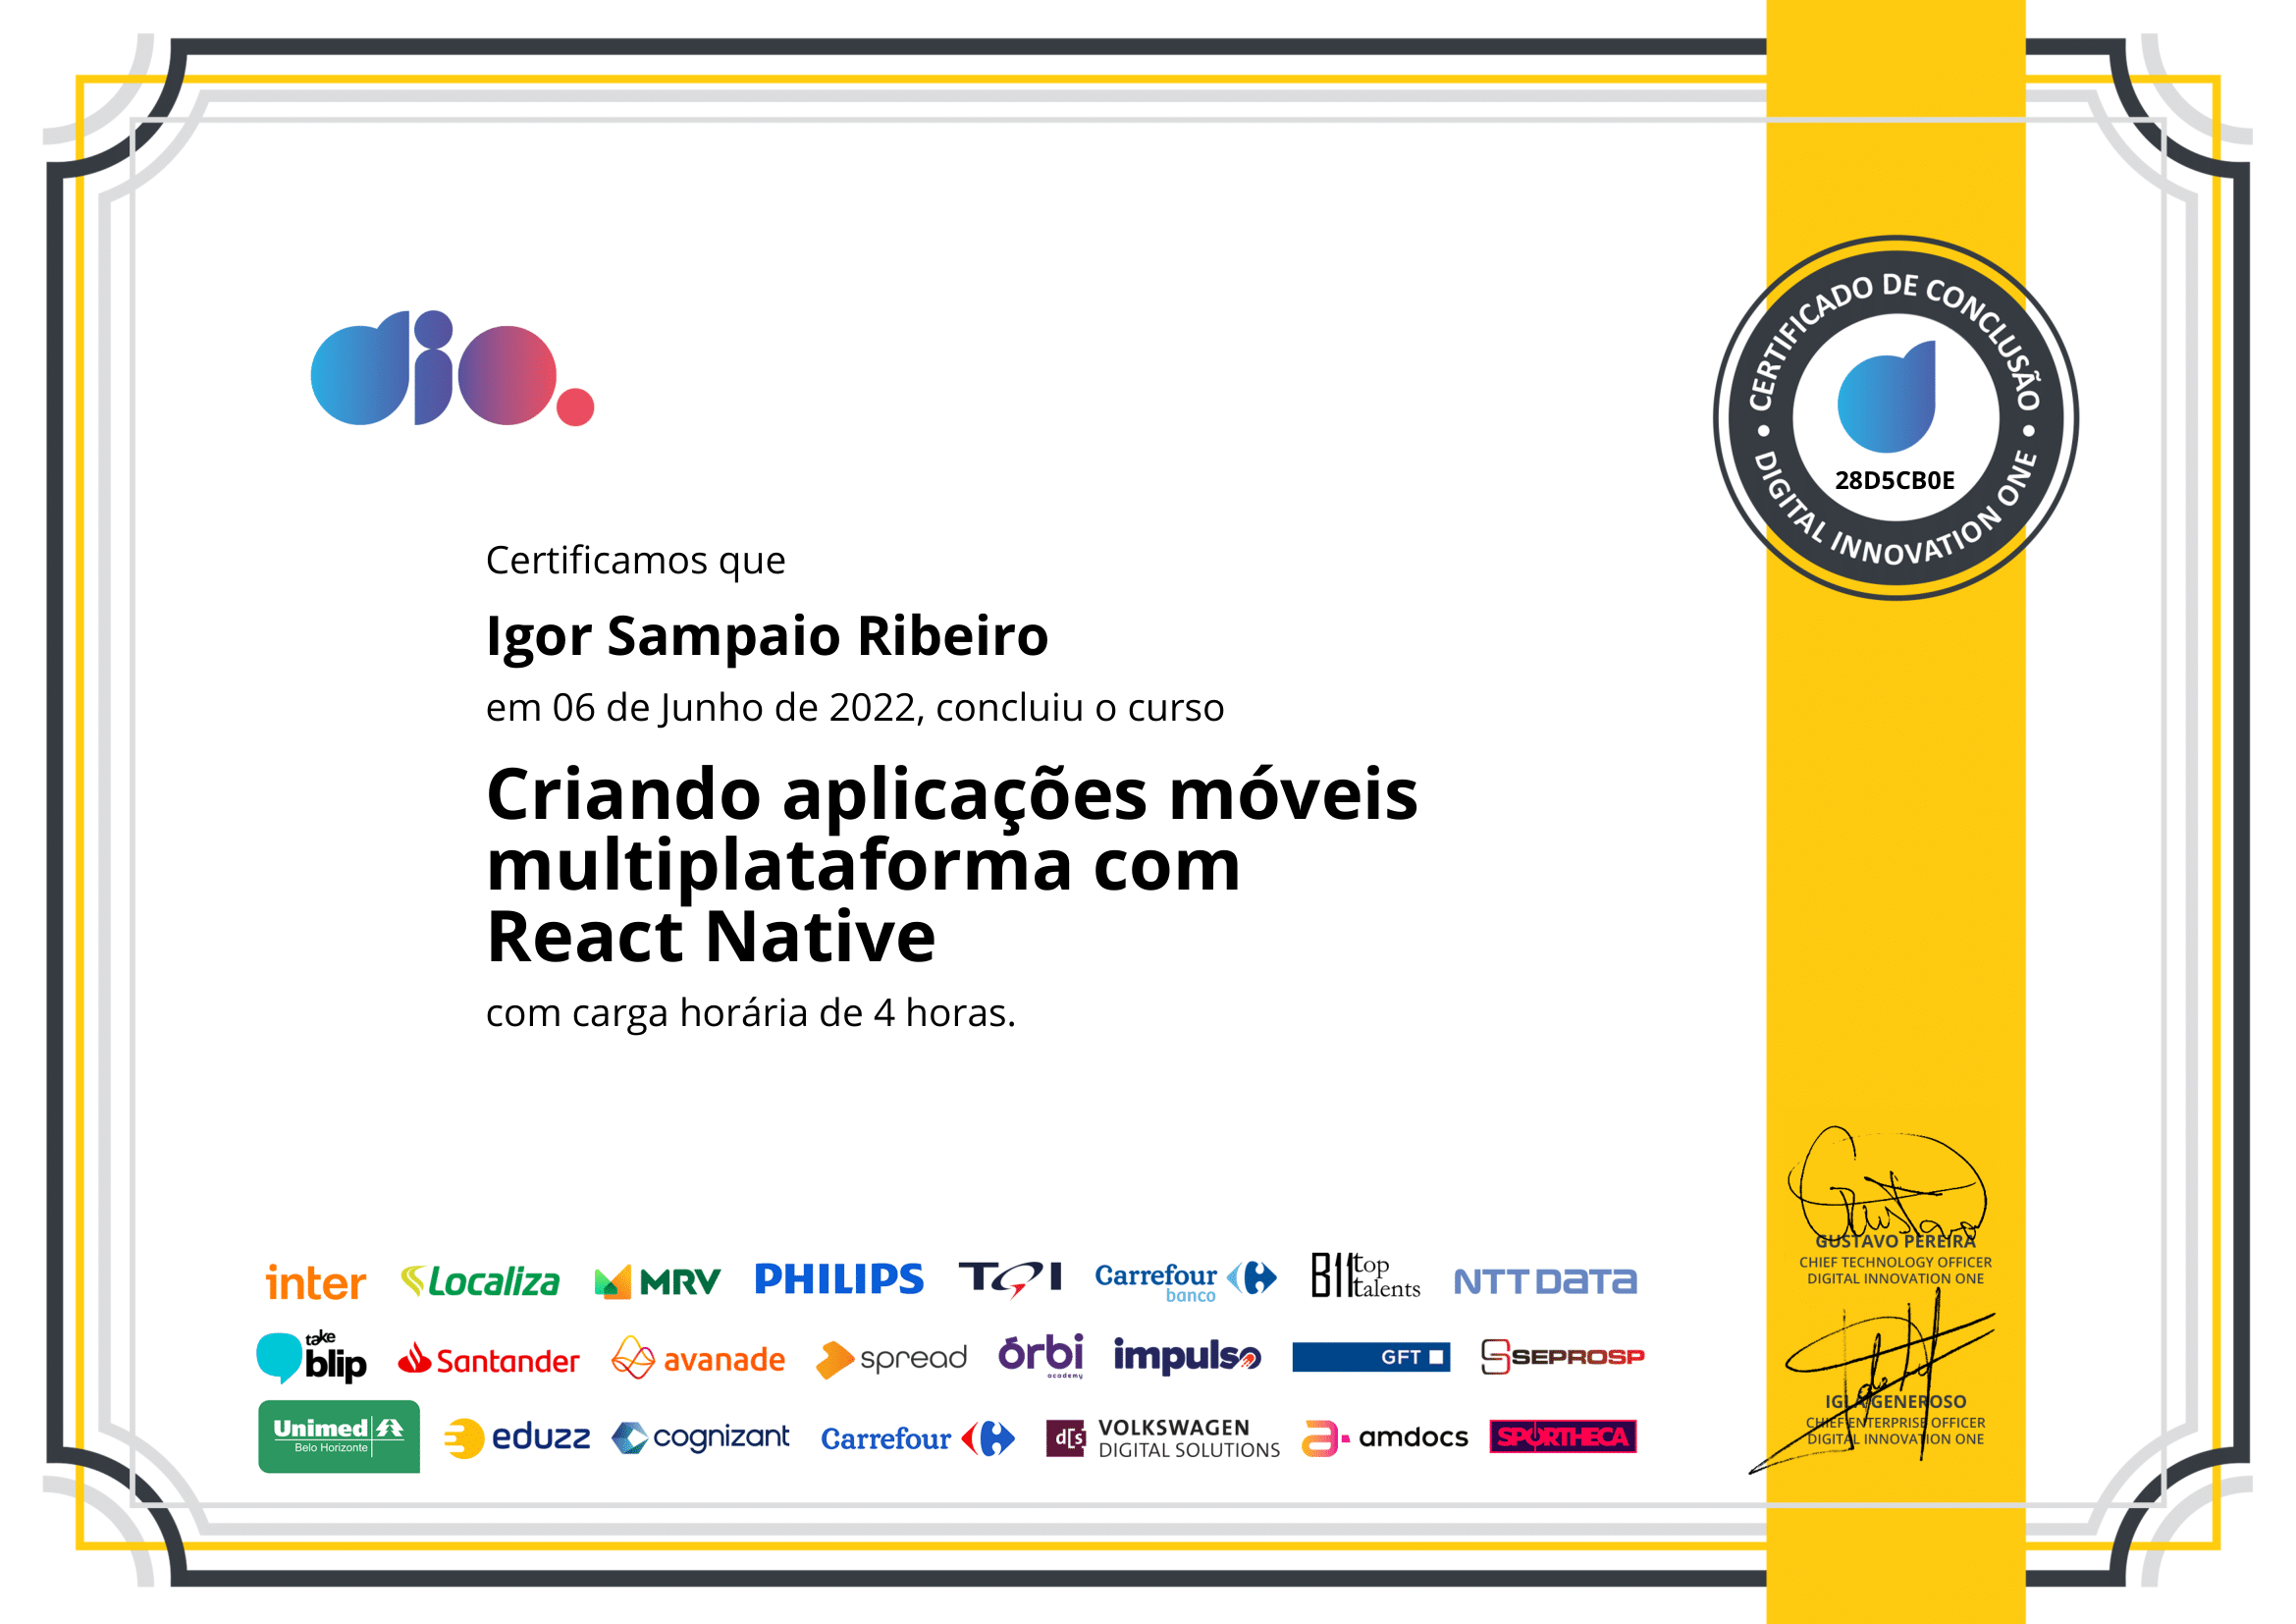 dio.
CERTIFICADO DE CONCLUSÃO
28D5CB0E
DIGITAL INNOVATION ONE
Certificamos que
Igor Sampaio Ribeiro
em 06 de Junho de 2022, concluiu o curso
Criando aplicações móveis
multiplataforma com
React Native
com carga horária de 4 horas.
GUSTAVO PEREIRA
CHIEF TECHNOLOGY OFFICER
DIGITAL INNOVATION ONE
IGLÁ GENEROSO
CHIEF ENTERPRISE OFFICER
DIGITAL INNOVATION ONE
inter Localiza MRV PHILIPS TQI Carrefour banco B11 top talents NTT DATA
take blip Santander avanade spread órbi academy impulso GFT SEPROSP
Unimed Belo Horizonte eduzz cognizant Carrefour d[s] VOLKSWAGEN DIGITAL SOLUTIONS a amdocs SPORTHECA